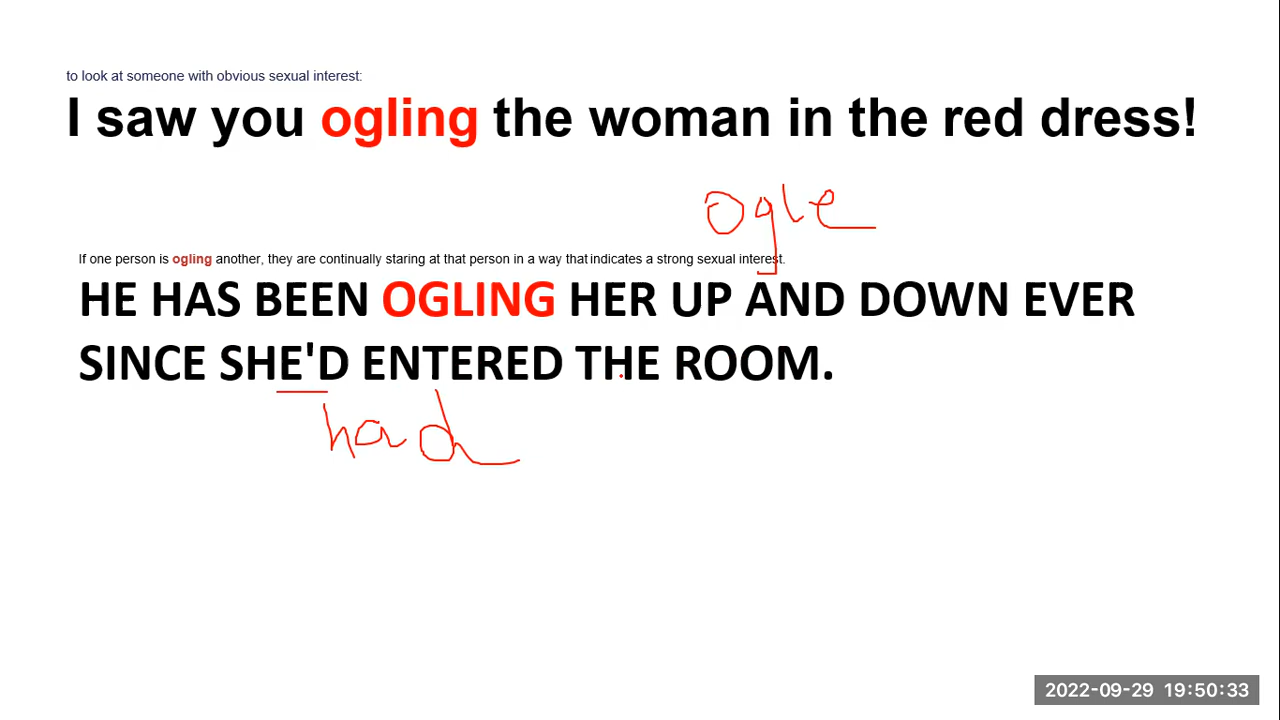 to look at someone with obvious sexual interest:
I saw you ogling the woman in the red dress!
ogle
If one person is ogling another, they are continually staring at that person in a way that indicates a strong sexual interest.
HE HAS BEEN OGLING HER UP AND DOWN EVER
SINCE SHE'D ENTERED THE ROOM.
had
2022-09-29 19:50:33